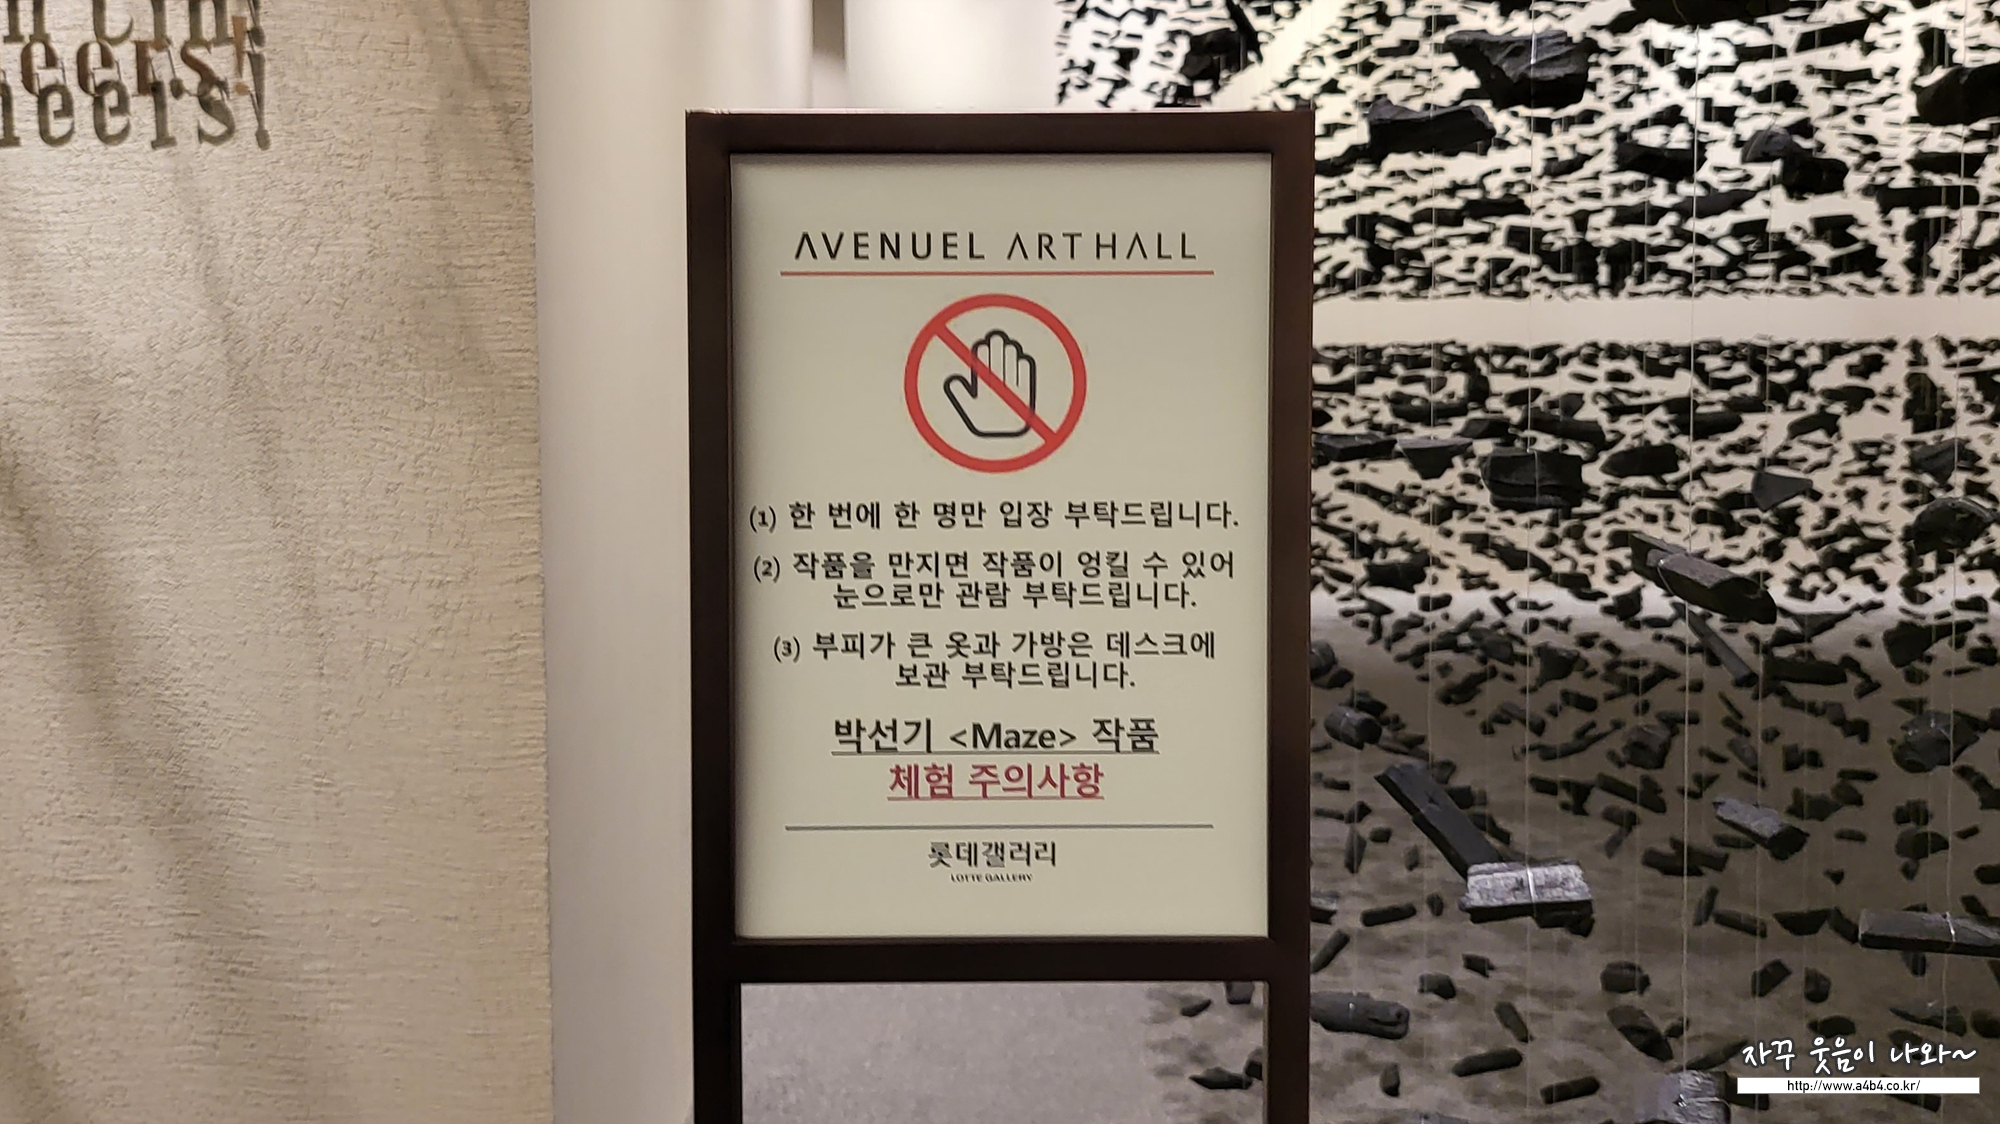 neers!
AVENUEL ARTHALL
(1) 한 번에 한 명만 입장 부탁드립니다.
(2) 작품을 만지면 작품이 엉킬 수 있어
눈으로만 관람 부탁드립니다.
(3) 부피가 큰 옷과 가방은 데스크에
보관 부탁드립니다.
박선기 <Maze> 작품
체험 주의사항
롯데갤러리
LOTTE GALLERY
자꾸 웃음이 나와~
http://www.a4b4.co.kr/